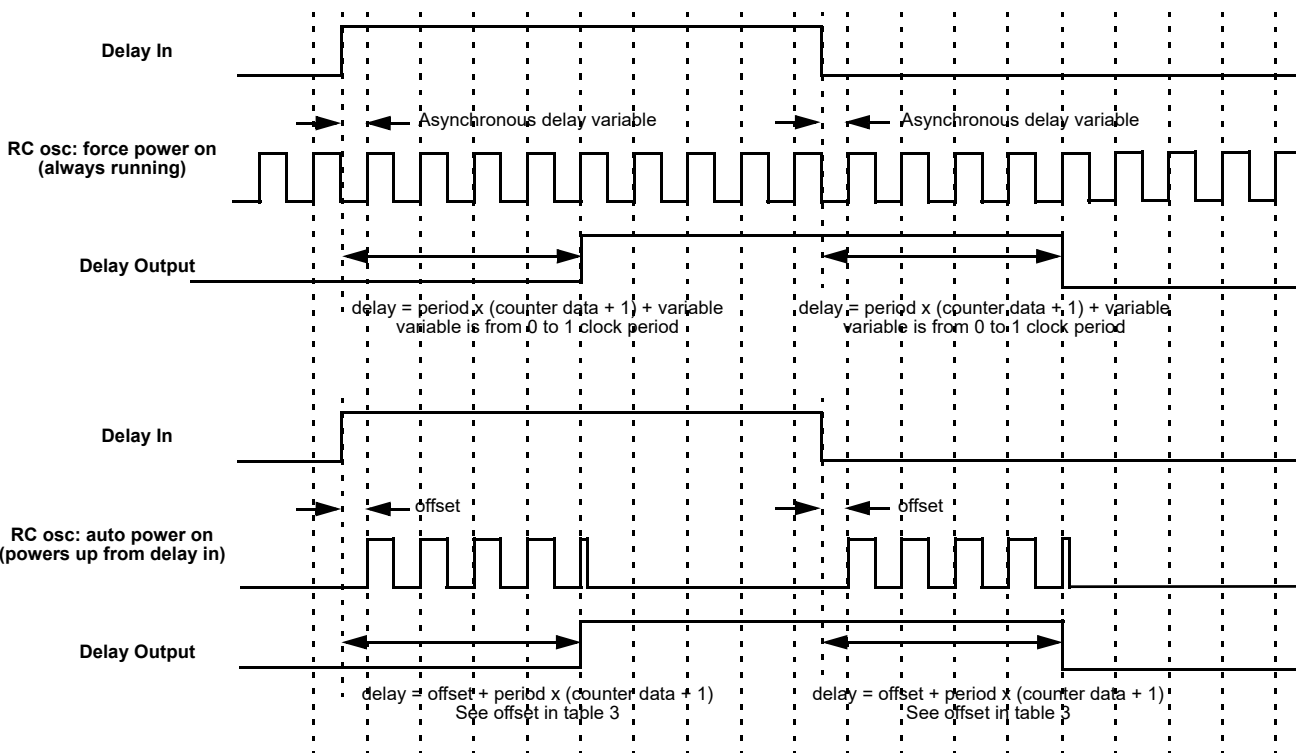 Delay In
Asynchronous delay variable
Asynchronous delay variable
RC osc: force power on
(always running)
Delay Output
delay = period x (counter data + 1) + variable
variable is from 0 to 1 clock period
delay = period x (counter data + 1) + variable
variable is from 0 to 1 clock period
Delay In
offset
offset
RC osc: auto power on
(powers up from delay in)
Delay Output
delay = offset + period x (counter data + 1)
See offset in table 3
delay = offset + period x (counter data + 1)
See offset in table 3